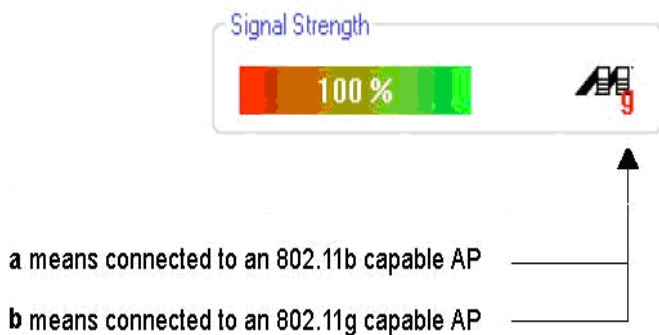 Signal Strength
100 %
g
a means connected to an 802.11b capable AP
b means connected to an 802.11g capable AP